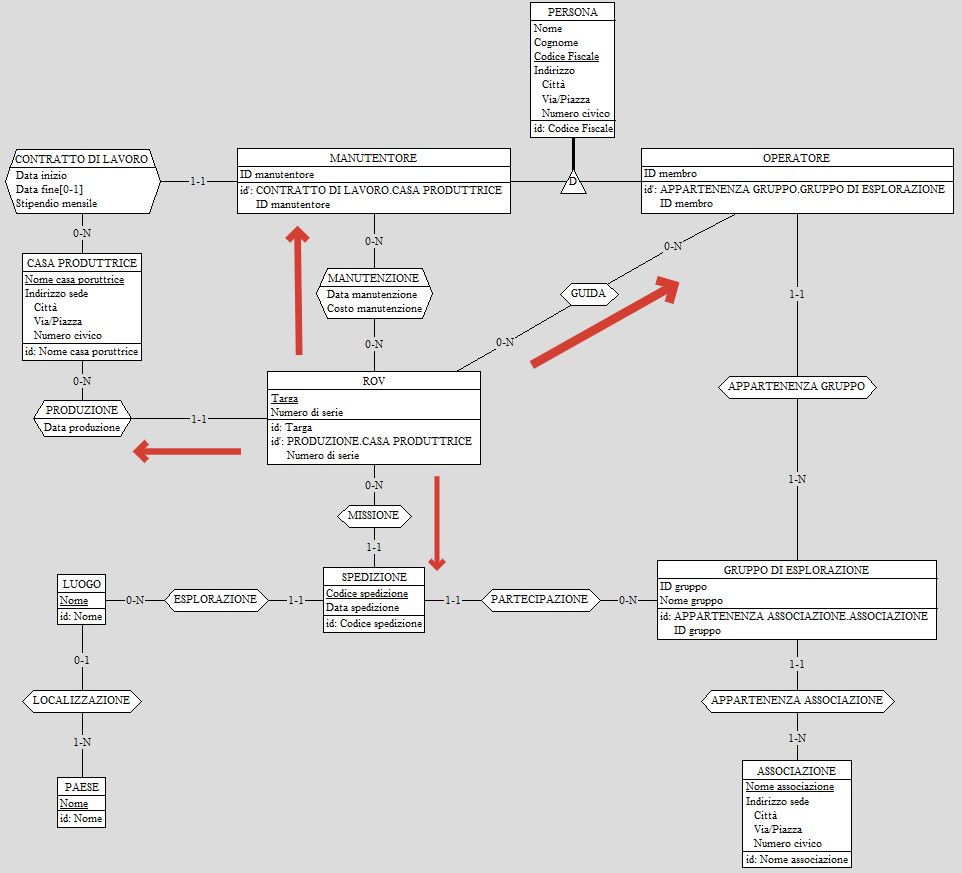 PERSONA
Nome
Cognome
Codice Fiscale
Indirizzo
Città
Via/Piazza
Numero civico
id: Codice Fiscale
CONTRATTO DI LAVORO
Data inizio
Data fine[0-1]
Stipendio mensile
1-1
MANUTENTORE
ID manutentore
id': CONTRATTO DI LAVORO.CASA PRODUTTRICE
ID manutentore
D
OPERATORE
ID membro
id': APPARTENENZA GRUPPO.GRUPPO DI ESPLORAZIONE
ID membro
0-N
0-N
0-N
CASA PRODUTTRICE
Nome casa poruttrice
Indirizzo sede
Città
Via/Piazza
Numero civico
id: Nome casa poruttrice
MANUTENZIONE
Data manutenzione
Costo manutenzione
GUIDA
1-1
0-N
0-N
0-N
PRODUZIONE
Data produzione
1-1
ROV
Targa
Numero di serie
id: Targa
id': PRODUZIONE.CASA PRODUTTRICE
Numero di serie
APPARTENENZA GRUPPO
0-N
1-N
MISSIONE
1-1
LUOGO
Nome
id: Nome
0-N
ESPLORAZIONE
1-1
SPEDIZIONE
Codice spedizione
Data spedizione
id: Codice spedizione
1-1
PARTECIPAZIONE
0-N
GRUPPO DI ESPLORAZIONE
ID gruppo
Nome gruppo
id: APPARTENENZA ASSOCIAZIONE.ASSOCIAZIONE
ID gruppo
0-1
1-1
LOCALIZZAZIONE
APPARTENENZA ASSOCIAZIONE
1-N
1-N
PAESE
Nome
id: Nome
ASSOCIAZIONE
Nome associazione
Indirizzo sede
Città
Via/Piazza
Numero civico
id: Nome associazione